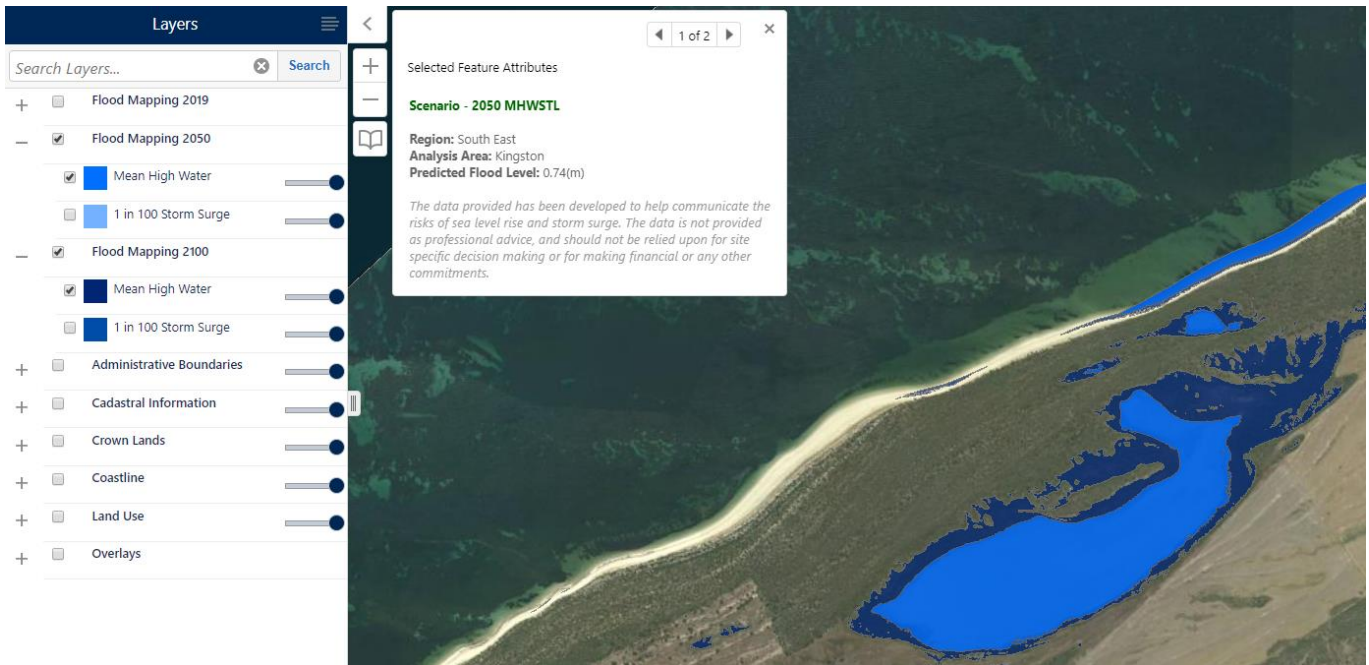 Layers
Search Layers...
Search
Flood Mapping 2019
Flood Mapping 2050
Mean High Water
1 in 100 Storm Surge
Flood Mapping 2100
Mean High Water
1 in 100 Storm Surge
Administrative Boundaries
Cadastral Information
Crown Lands
Coastline
Land Use
Overlays
1 of 2
Selected Feature Attributes
Scenario - 2050 MHWSTL
Region: South East
Analysis Area: Kingston
Predicted Flood Level: 0.74(m)
The data provided has been developed to help communicate the
risks of sea level rise and storm surge. The data is not provided
as professional advice, and should not be relied upon for site
specific decision making or for making financial or any other
commitments.